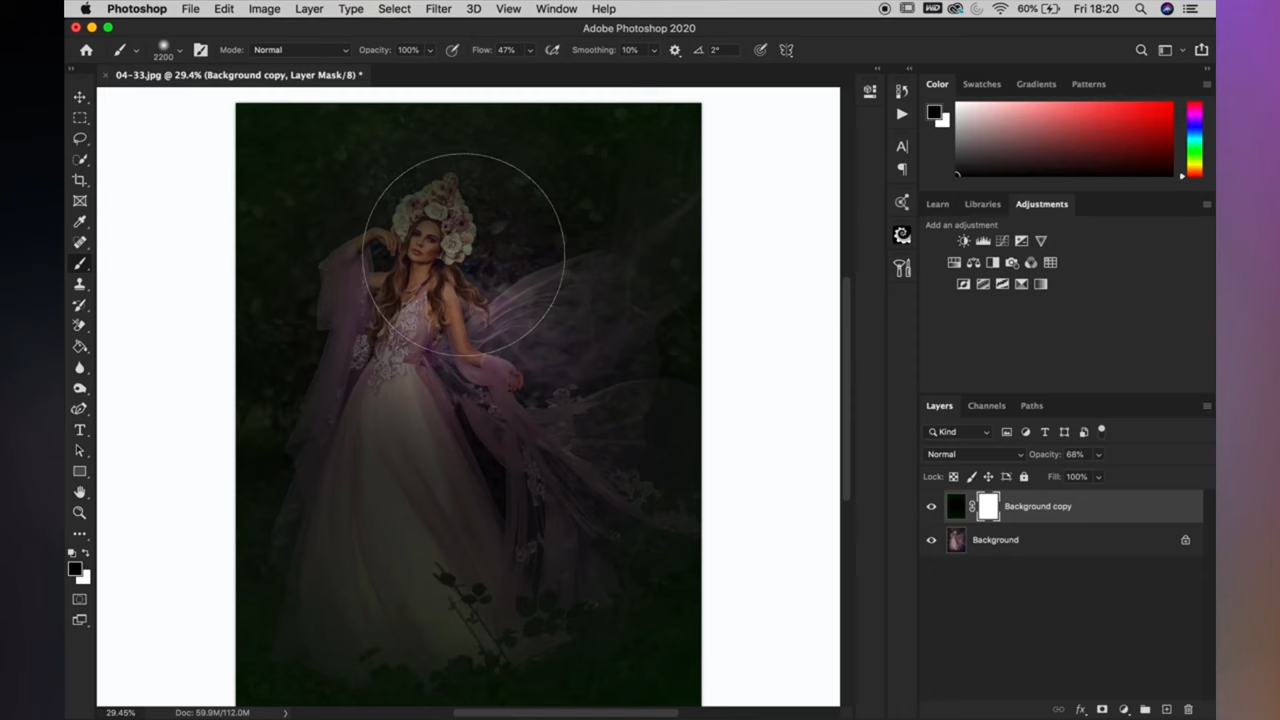 Photoshop File Edit Image Layer Type Select Filter 3D View Window Help 60% Fri 18:20
Adobe Photoshop 2020
2200 Mode: Normal Opacity: 100% Flow: 47% Smoothing: 10% 2°
× 04-33.jpg @ 29.4% (Background copy, Layer Mask/8) *
Color Swatches Gradients Patterns
Learn Libraries Adjustments
Add an adjustment
Layers Channels Paths
Kind
Normal Opacity: 68%
Lock: Fill: 100%
Background copy
Background
29.45% Doc: 59.9M/112.0M